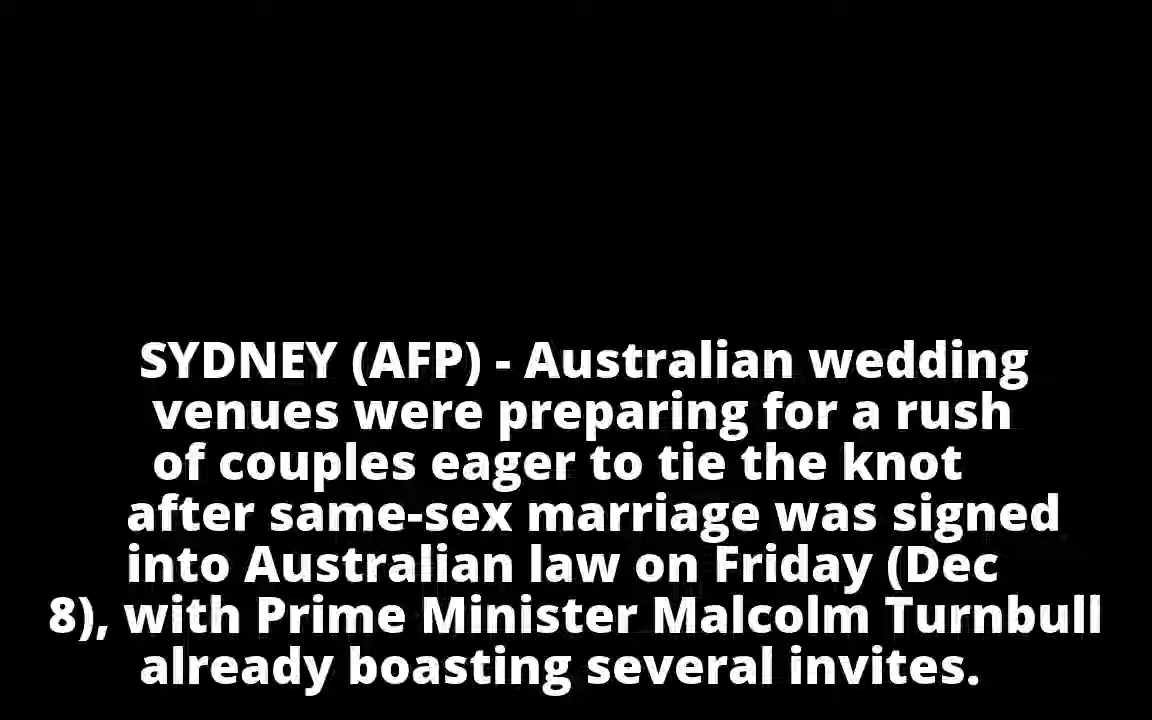 SYDNEY (AFP) - Australian wedding
venues were preparing for a rush
of couples eager to tie the knot
after same-sex marriage was signed
into Australian law on Friday (Dec
8), with Prime Minister Malcolm Turnbull
already boasting several invites.